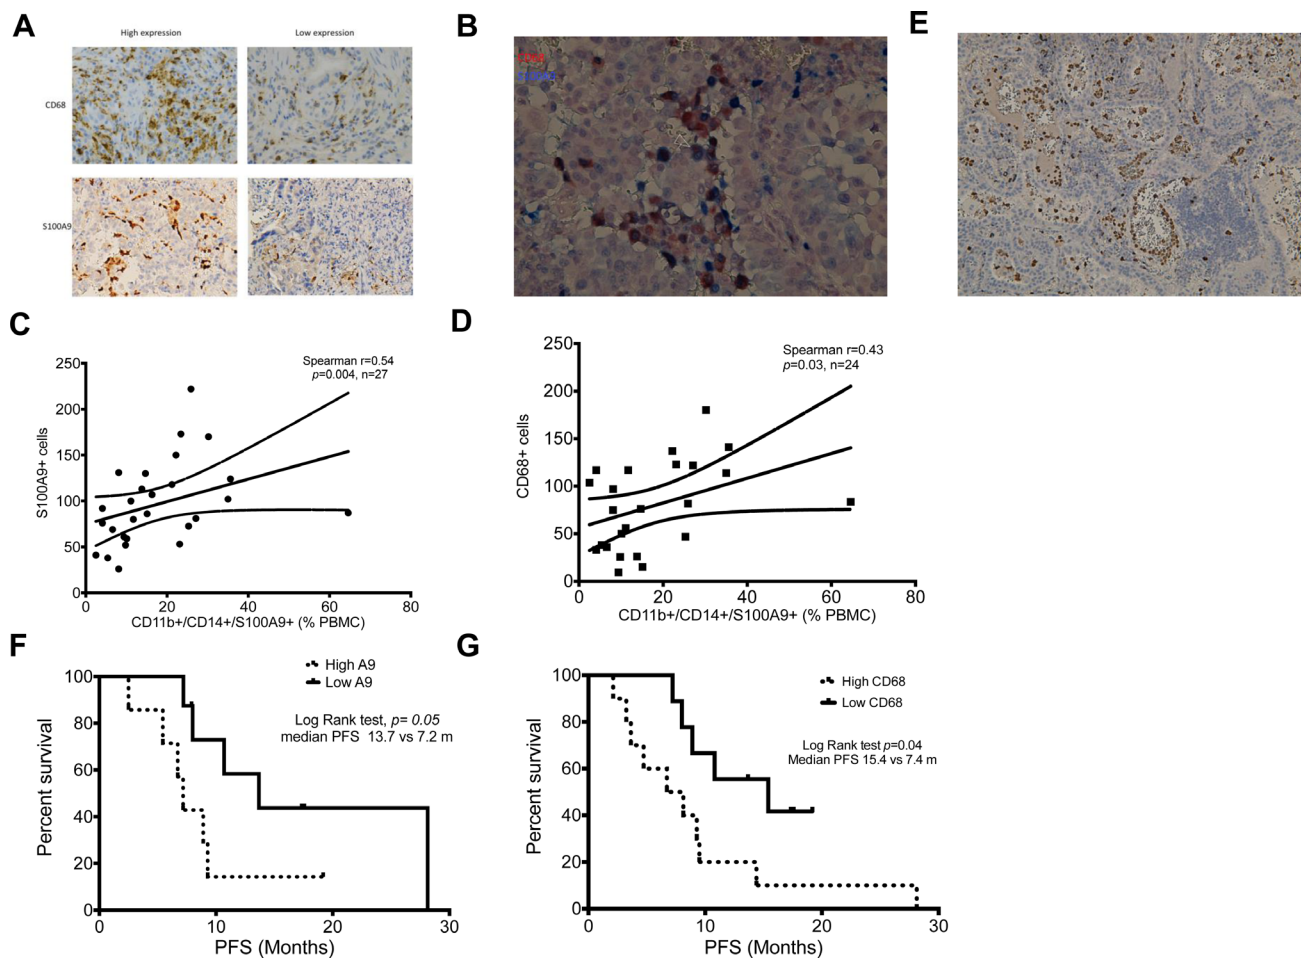 A
High expression
Low expression
CD68
S100A9
B
CD68
E
C
Spearman r=0.54
p=0.004, n=27
S100A9+ cells
250
200
150
100
50
0
0 20 40 60 80
CD11b+/CD14+/S100A9+ (% PBMC)
D
Spearman r=0.43
p=0.03, n=24
CD68+ cells
250
200
150
100
50
0
0 20 40 60 80
CD11b+/CD14+/S100A9+ (% PBMC)
F
High A9
Low A9
Log Rank test, p= 0.05
median PFS 13.7 vs 7.2 m
Percent survival
100
80
60
40
20
0
0 10 20 30
PFS (Months)
G
High CD68
Low CD68
Log Rank test p=0.04
Median PFS 15.4 vs 7.4 m
Percent survival
100
80
60
40
20
0
0 10 20 30
PFS (Months)